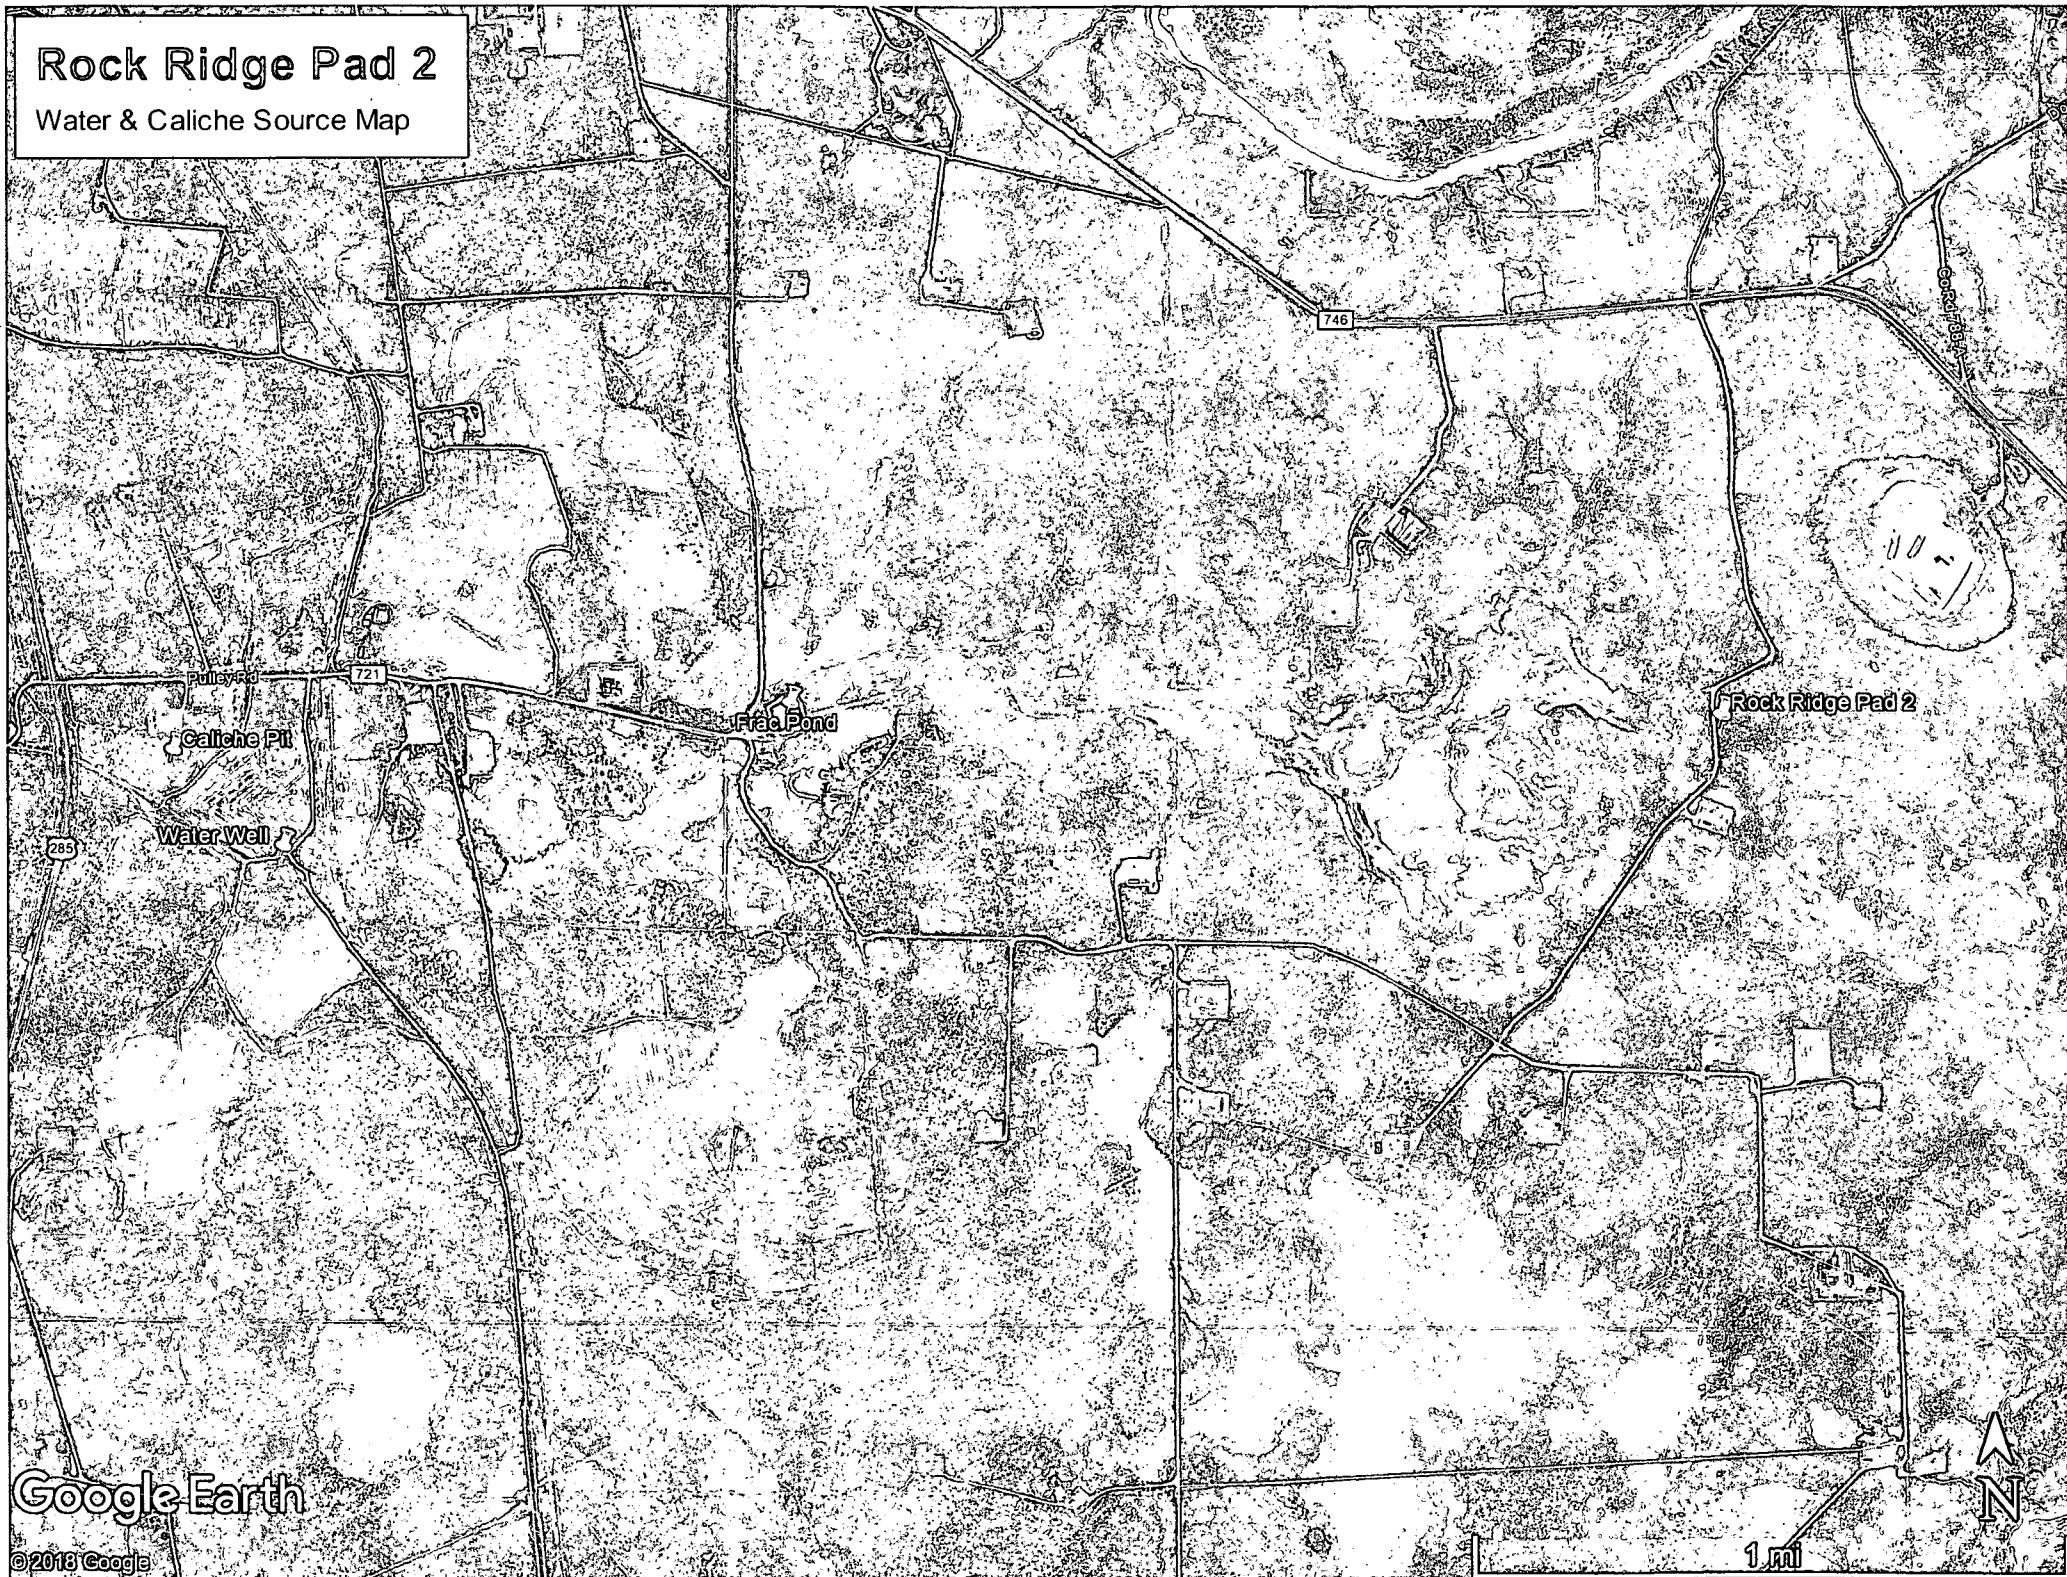 Rock Ridge Pad 2
Water & Caliche Source Map
746
Pulley Rd
721
Rock Ridge Pad 2
Frac Pond
Caliche Pit
Water Well
285
Google Earth
N
1 mi
© 2018 Google